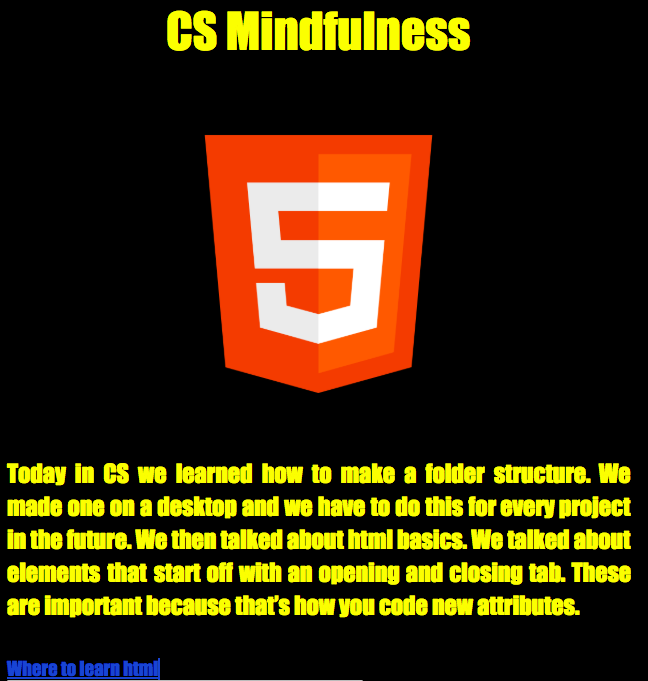 CS Mindfulness
5
Today in CS we learned how to make a folder structure. We
made one on a desktop and we have to do this for every project
in the future. We then talked about html basics. We talked about
elements that start off with an opening and closing tab. These
are important because that’s how you code new attributes.
Where to learn html